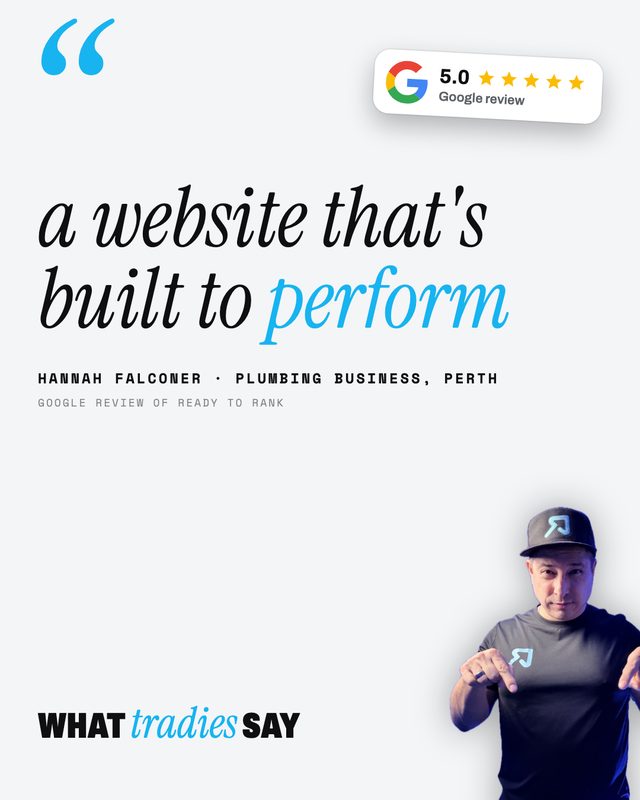 “
5.0
Google review
a website that's
built to perform
HANNAH FALCONER · PLUMBING BUSINESS, PERTH
GOOGLE REVIEW OF READY TO RANK
WHAT tradies SAY